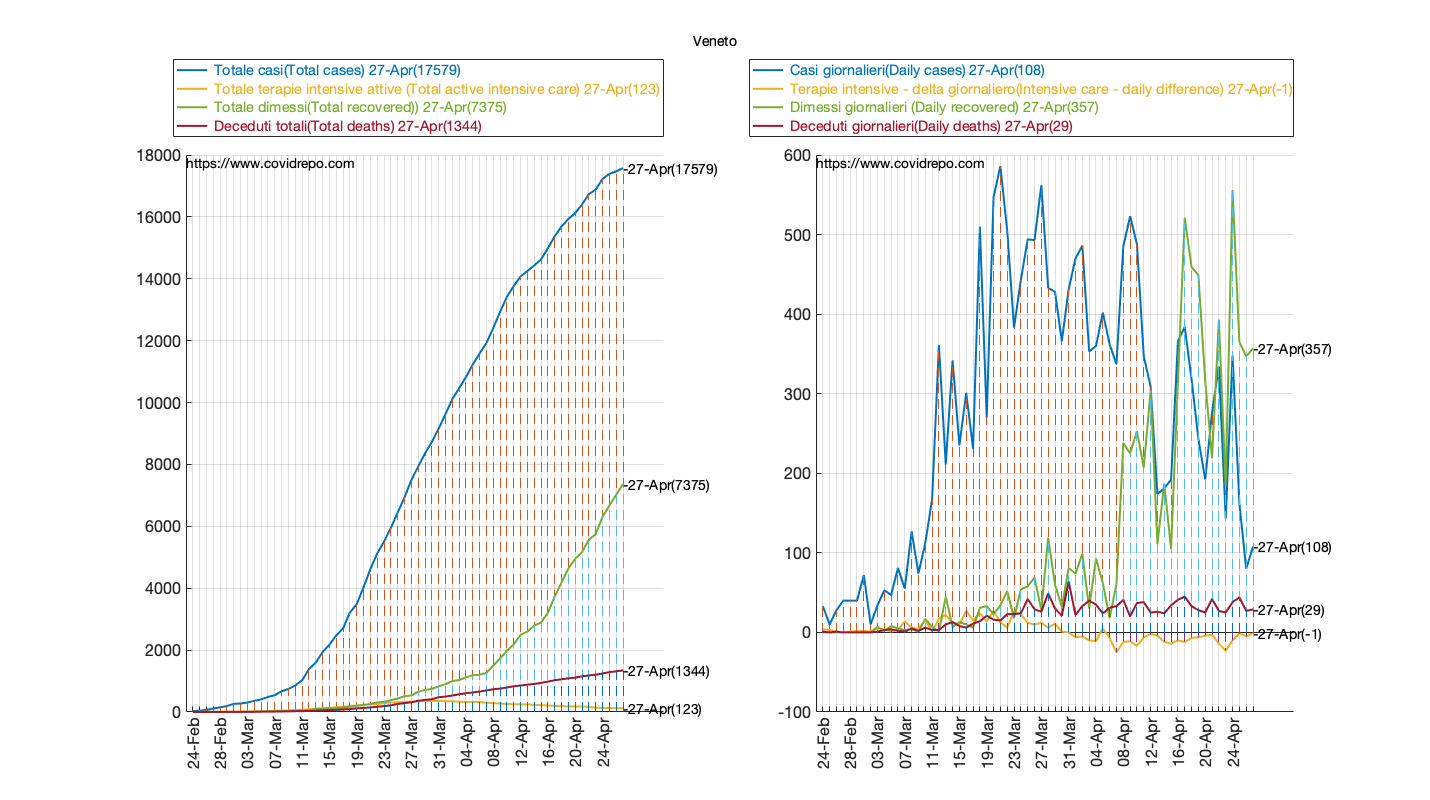 Veneto
Totale casi(Total cases) 27-Apr(17579)
Totale terapie intensive attive (Total active intensive care) 27-Apr(123)
Totale dimessi(Total recovered)) 27-Apr(7375)
Deceduti totali(Total deaths) 27-Apr(1344)
18000
16000
14000
12000
10000
8000
6000
4000
2000
0
https://www.covidrepo.com
27-Apr(17579)
27-Apr(7375)
27-Apr(1344)
27-Apr(123)
24-Feb
28-Feb
03-Mar
07-Mar
11-Mar
15-Mar
19-Mar
23-Mar
27-Mar
31-Mar
04-Apr
08-Apr
12-Apr
16-Apr
20-Apr
24-Apr
Casi giornalieri(Daily cases) 27-Apr(108)
Terapie intensive - delta giornaliero(Intensive care - daily difference) 27-Apr(-1)
Dimessi giornalieri (Daily recovered) 27-Apr(357)
Deceduti giornalieri(Daily deaths) 27-Apr(29)
600
500
400
300
200
100
0
-100
https://www.covidrepo.com
27-Apr(357)
27-Apr(108)
27-Apr(29)
27-Apr(-1)
24-Feb
28-Feb
03-Mar
07-Mar
11-Mar
15-Mar
19-Mar
23-Mar
27-Mar
31-Mar
04-Apr
08-Apr
12-Apr
16-Apr
20-Apr
24-Apr